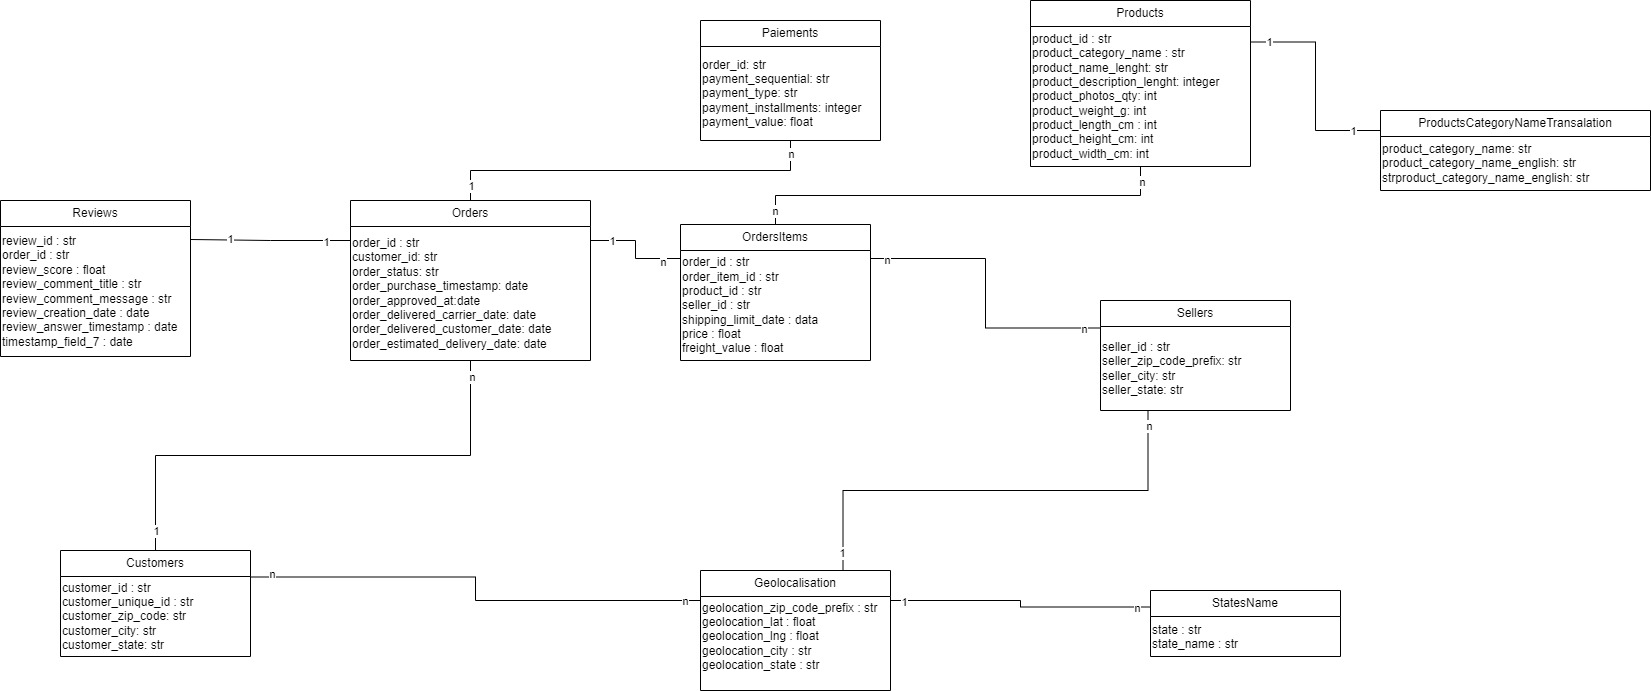 Products
product_id : str
product_category_name : str
product_name_lenght: str
product_description_lenght: integer
product_photos_qty: int
product_weight_g: int
product_length_cm : int
product_height_cm: int
product_width_cm: int
1
1
n
n
Paiements
order_id: str
payment_sequential: str
payment_type: str
payment_installments: integer
payment_value: float
n
1
ProductsCategoryNameTransalation
product_category_name: str
product_category_name_english: str
strproduct_category_name_english: str
Reviews
review_id : str
order_id : str
review_score : float
review_comment_title : str
review_comment_message : str
review_creation_date : date
review_answer_timestamp : date
timestamp_field_7 : date
1
1
Orders
order_id : str
customer_id: str
order_status: str
order_purchase_timestamp: date
order_approved_at:date
order_delivered_carrier_date: date
order_delivered_customer_date: date
order_estimated_delivery_date: date
1
n
OrdersItems
order_id : str
order_item_id : str
product_id : str
seller_id : str
shipping_limit_date : data
price : float
freight_value : float
n
n
Sellers
seller_id : str
seller_zip_code_prefix: str
seller_city: str
seller_state: str
n
1
n
1
Customers
customer_id : str
customer_unique_id : str
customer_zip_code: str
customer_city: str
customer_state: str
n
n
Geolocalisation
geolocation_zip_code_prefix : str
geolocation_lat : float
geolocation_lng : float
geolocation_city : str
geolocation_state : str
1
n
StatesName
state : str
state_name : str